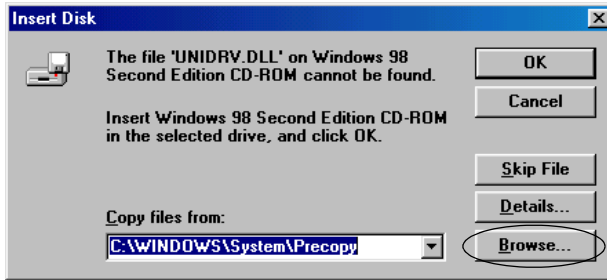 Insert Disk
The file 'UNIDRV.DLL' on Windows 98
Second Edition CD-ROM cannot be found.
Insert Windows 98 Second Edition CD-ROM
in the selected drive, and click OK.
Copy files from:
C:\WINDOWS\System\Precopy
OK
Cancel
Skip File
Details...
Browse...